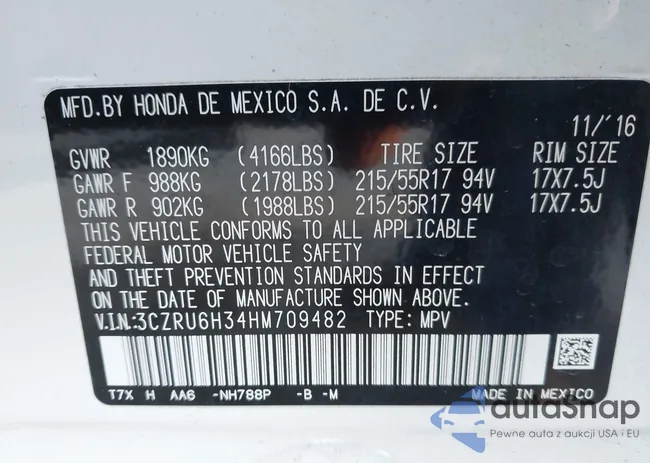 MFD.BY HONDA DE MEXICO S.A. DE C.V.
11/'16
GVWR 1890KG (4166LBS) TIRE SIZE RIM SIZE
GAWR F 988KG (2178LBS) 215/55R17 94V 17X7.5J
GAWR R 902KG (1988LBS) 215/55R17 94V 17X7.5J
THIS VEHICLE CONFORMS TO ALL APPLICABLE
FEDERAL MOTOR VEHICLE SAFETY
AND THEFT PREVENTION STANDARDS IN EFFECT
ON THE DATE OF MANUFACTURE SHOWN ABOVE.
V.I.N:3CZRU6H34HM709482 TYPE: MPV
T7X H AA6 -NH788P -B -M MADE IN MEXICO
autaSnap
Pewne auta z aukcji USA i EU